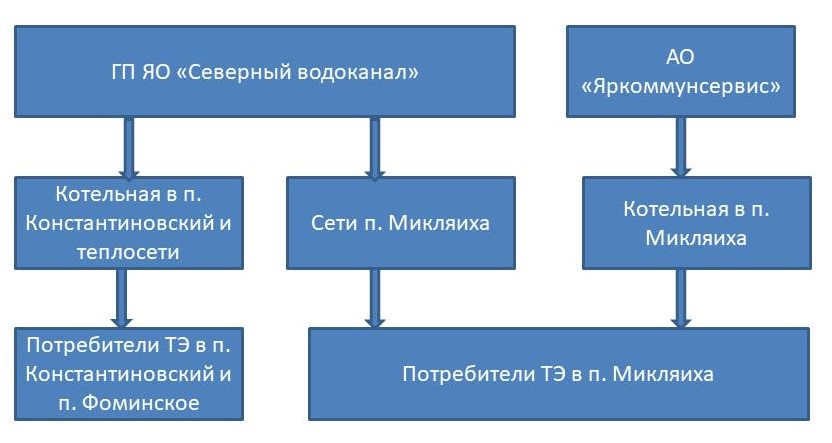 ГП ЯО «Северный водоканал»
АО
«Яркоммунсервис»
Котельная в п.
Константиновский и
теплосети
Сети п. Микляиха
Котельная в п.
Микляиха
Потребители ТЭ в п.
Константиновский и
п. Фоминское
Потребители ТЭ в п. Микляиха